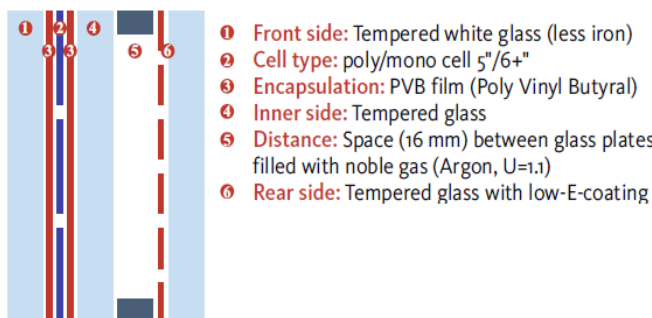 1 2 4
3 3 5 6
1 Front side: Tempered white glass (less iron)
2 Cell type: poly/mono cell 5"/6+"
3 Encapsulation: PVB film (Poly Vinyl Butyral)
4 Inner side: Tempered glass
5 Distance: Space (16 mm) between glass plates
filled with noble gas (Argon, U=1.1)
6 Rear side: Tempered glass with low-E-coating